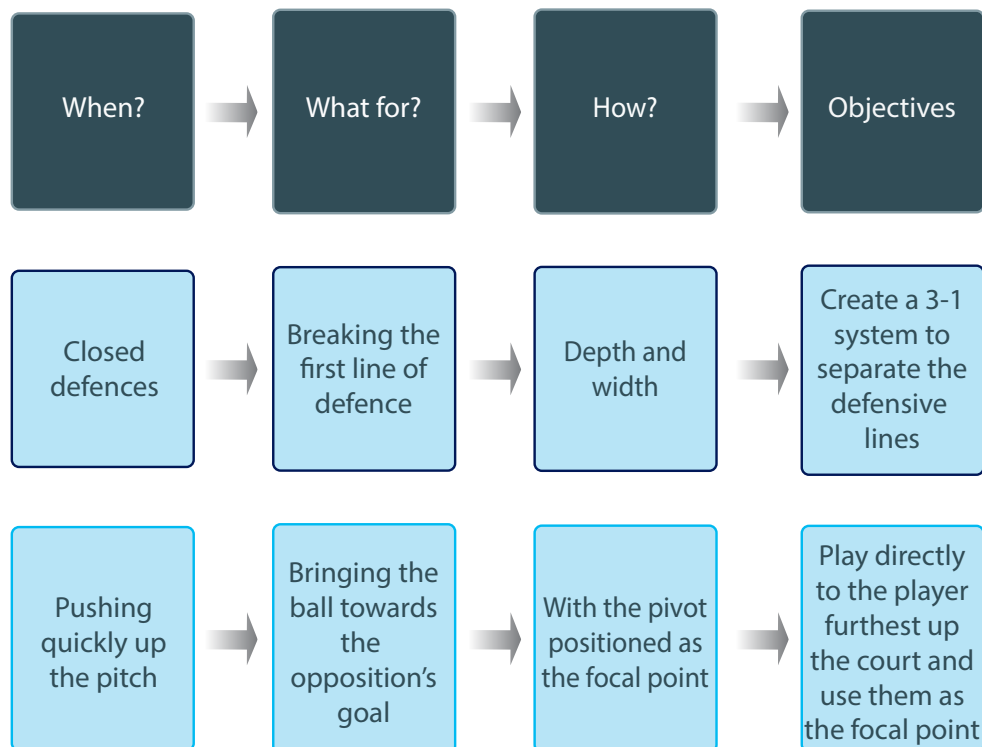 When?
What for?
How?
Objectives
Closed
defences
Breaking the
first line of
defence
Depth and
width
Create a 3-1
system to
separate the
defensive
lines
Pushing
quickly up
the pitch
Bringing the
ball towards
the
opposition’s
goal
With the pivot
positioned as
the focal point
Play directly
to the player
furthest up
the court and
use them as
the focal point